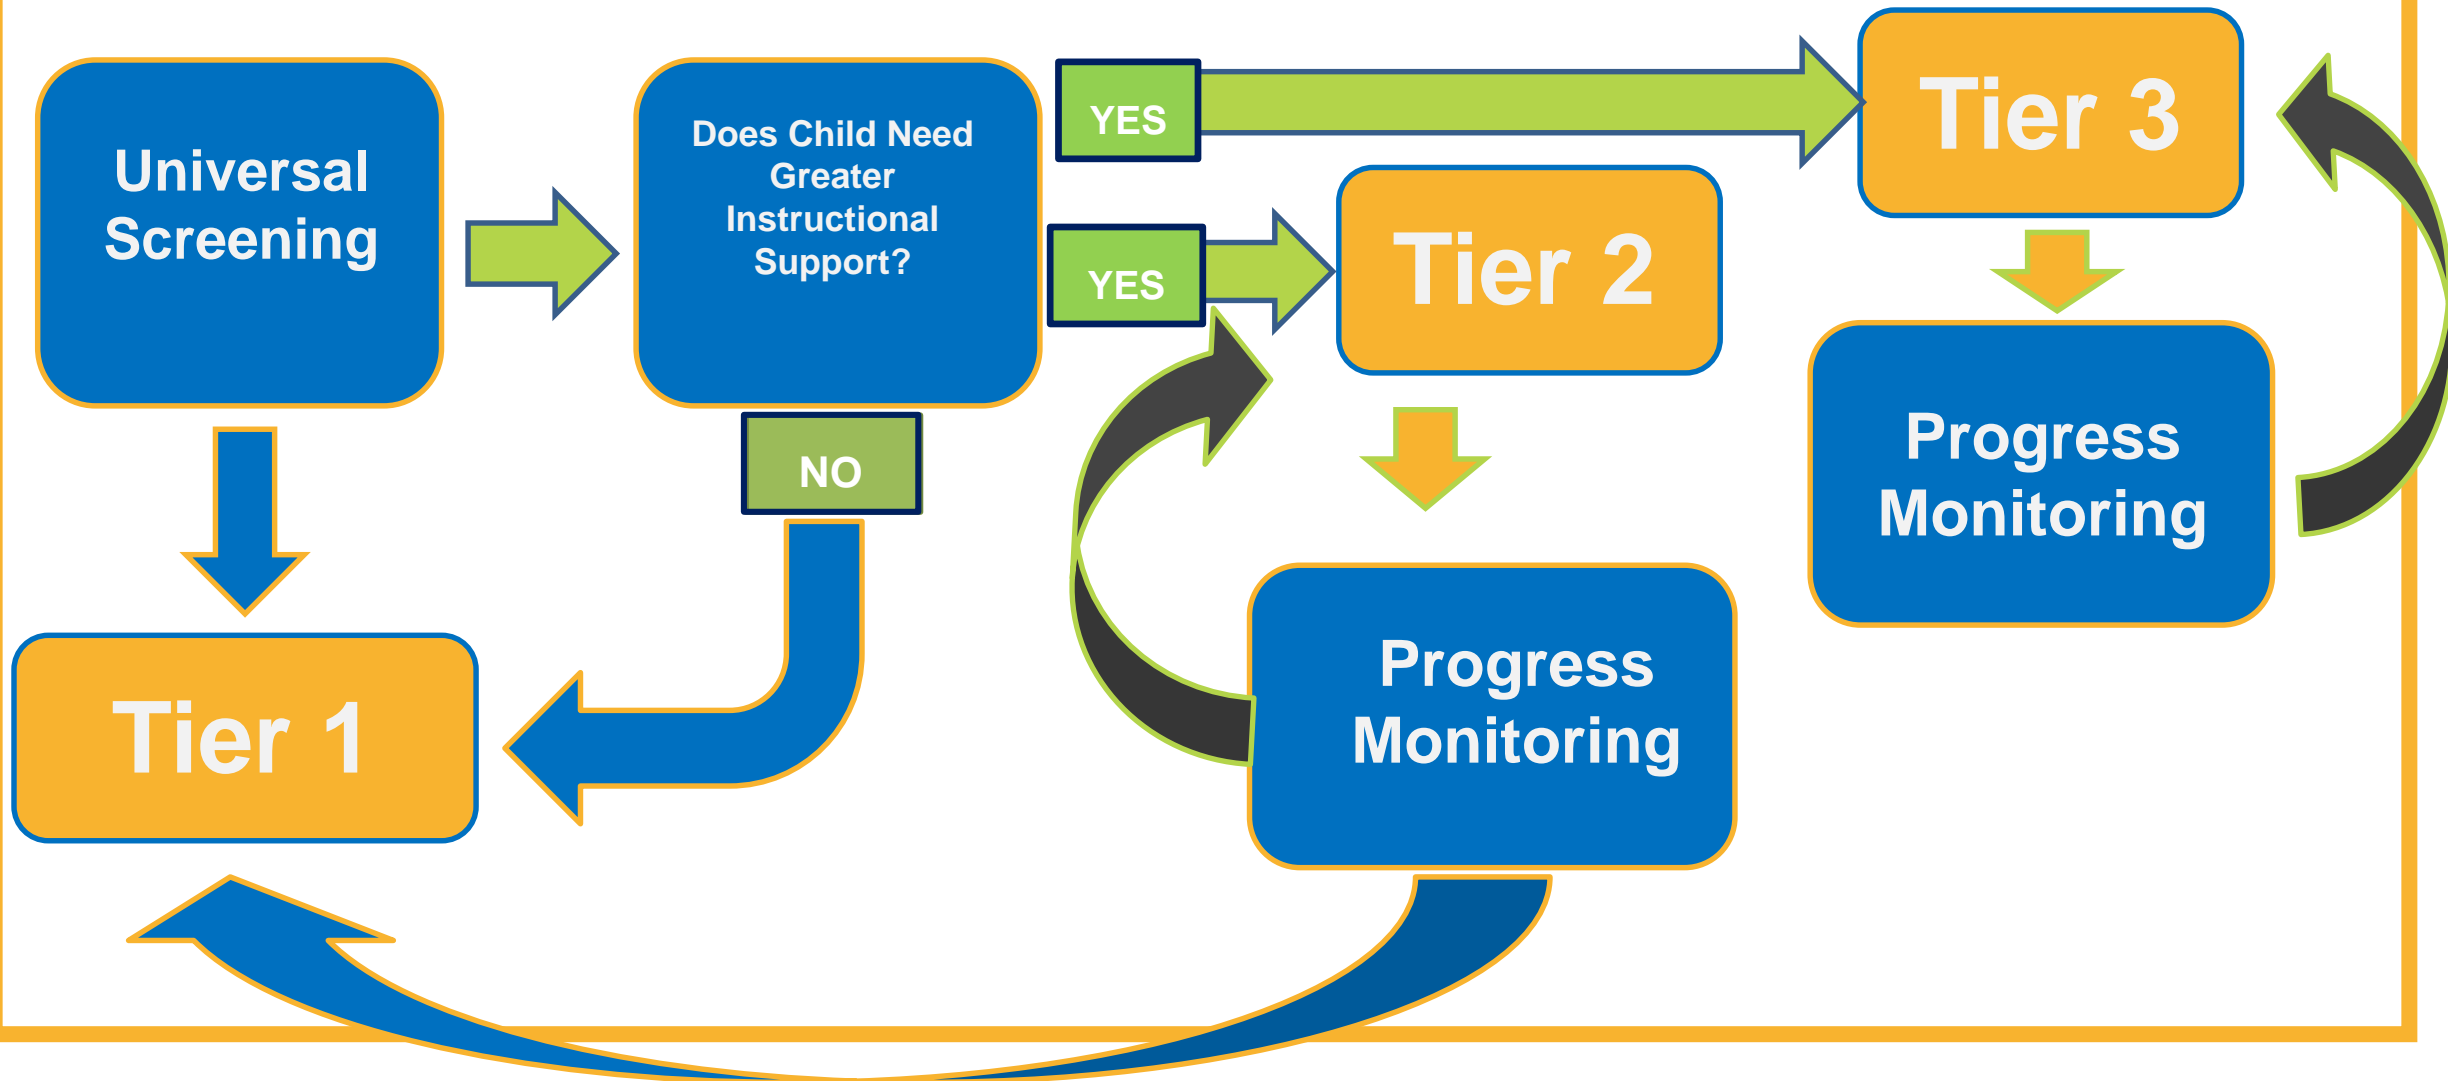 Universal
Screening
Does Child Need
Greater
Instructional
Support?
YES
Tier 3
YES
Tier 2
NO
Progress
Monitoring
Tier 1
Progress
Monitoring